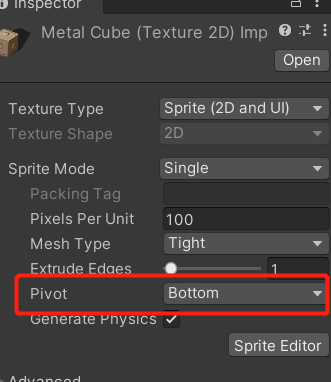 Inspector
Metal Cube (Texture 2D) Imp
Open
Texture Type Sprite (2D and UI)
Texture Shape 2D
Sprite Mode Single
Packing Tag
Pixels Per Unit 100
Mesh Type Tight
Extrude Edges 1
Pivot Bottom
Generate Physics
Sprite Editor
Advanced